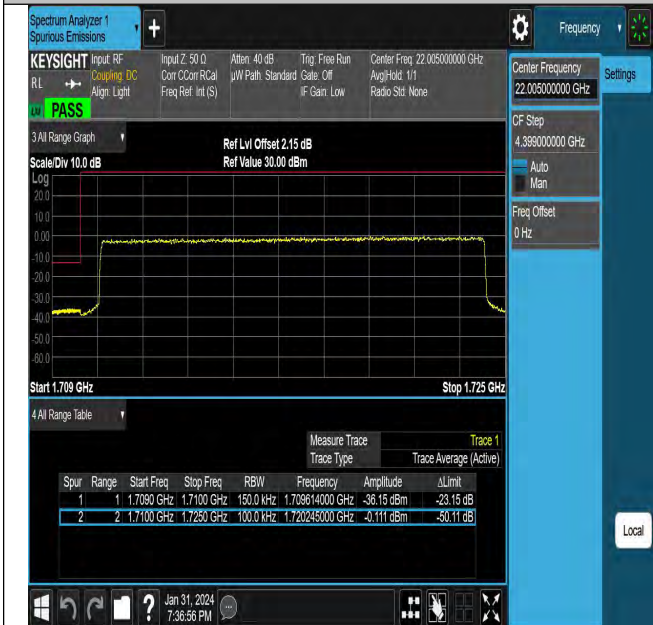 Spectrum Analyzer 1
Spurious Emissions
+
Frequency
KEYSIGHT
Input: RF
Input Z: 50 Ω
Atten: 40 dB
Trig: Free Run
Center Freq: 22.005000000 GHz
RL
Coupling: DC
Corr CCorr RCal
µW Path: Standard
Gate: Off
Avg|Hold: 1/1
Align: Light
Freq Ref: Int (S)
IF Gain: Low
Radio Std: None
PASS
Center Frequency
22.005000000 GHz
Settings
CF Step
4.399000000 GHz
Auto
Man
Freq Offset
0 Hz
3 All Range Graph
Ref Lvl Offset 2.15 dB
Scale/Div 10.0 dB
Ref Value 30.00 dBm
Log
20.0
10.0
0.00
-10.0
-20.0
-30.0
-40.0
-50.0
-60.0
Start 1.709 GHz
Stop 1.725 GHz
4 All Range Table
Measure Trace
Trace 1
Trace Type
Trace Average (Active)
Spur Range Start Freq Stop Freq RBW Frequency Amplitude ΔLimit
1 1 1.7090 GHz 1.7100 GHz 150.0 kHz 1.709614000 GHz -36.15 dBm -23.15 dB
2 2 1.7100 GHz 1.7250 GHz 100.0 kHz 1.720245000 GHz -0.111 dBm -50.11 dB
Local
?
Jan 31, 2024
7:36:56 PM